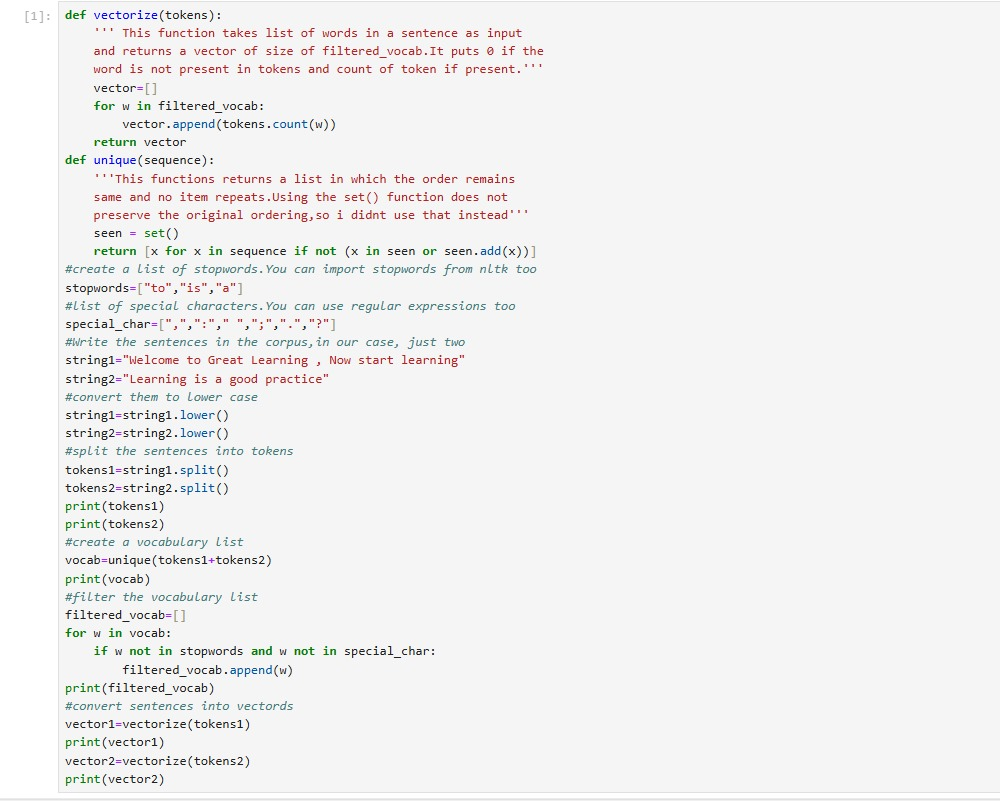 [1]:
def vectorize(tokens):
    ''' This function takes list of words in a sentence as input
    and returns a vector of size of filtered_vocab.It puts 0 if the
    word is not present in tokens and count of token if present.'''
    vector=[]
    for w in filtered_vocab:
        vector.append(tokens.count(w))
    return vector
def unique(sequence):
    '''This functions returns a list in which the order remains
    same and no item repeats.Using the set() function does not
    preserve the original ordering,so i didnt use that instead'''
    seen = set()
    return [x for x in sequence if not (x in seen or seen.add(x))]
#create a list of stopwords.You can import stopwords from nltk too
stopwords=["to","is","a"]
#list of special characters.You can use regular expressions too
special_char=[",",":"," ",";",".","?"]
#Write the sentences in the corpus,in our case, just two
string1="Welcome to Great Learning , Now start learning"
string2="Learning is a good practice"
#convert them to lower case
string1=string1.lower()
string2=string2.lower()
#split the sentences into tokens
tokens1=string1.split()
tokens2=string2.split()
print(tokens1)
print(tokens2)
#create a vocabulary list
vocab=unique(tokens1+tokens2)
print(vocab)
#filter the vocabulary list
filtered_vocab=[]
for w in vocab:
    if w not in stopwords and w not in special_char:
        filtered_vocab.append(w)
print(filtered_vocab)
#convert sentences into vectords
vector1=vectorize(tokens1)
print(vector1)
vector2=vectorize(tokens2)
print(vector2)